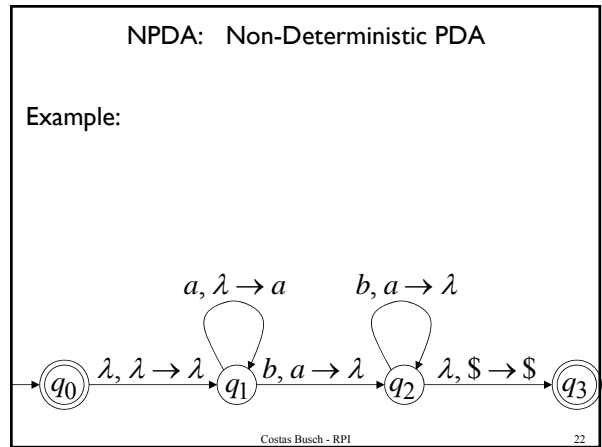 NPDA: Non-Deterministic PDA
Example:
a, λ → a
b, a → λ
q0
λ, λ → λ
q1
b, a → λ
q2
λ, $ → $
q3
Costas Busch - RPI
22